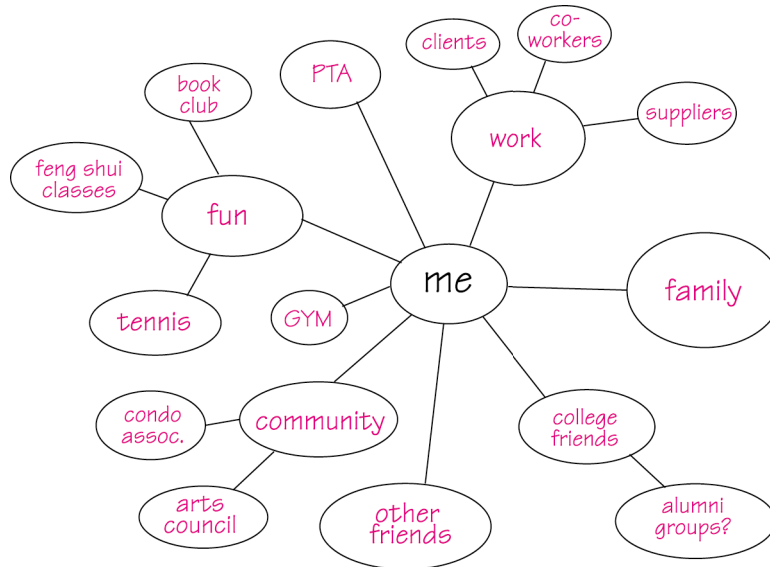 co-
workers
clients
PTA
book
club
suppliers
work
feng shui
classes
fun
me
family
GYM
tennis
condo
assoc.
community
college
friends
arts
council
other
friends
alumni
groups?